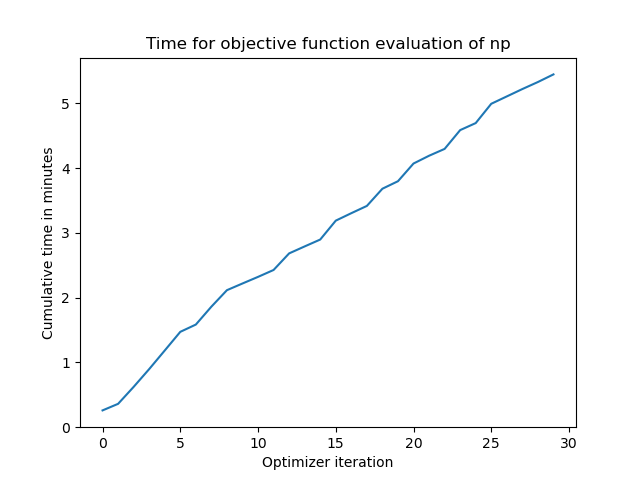 Time for objective function evaluation of np
Cumulative time in minutes
5
4
3
2
1
0
0 5 10 15 20 25 30
Optimizer iteration